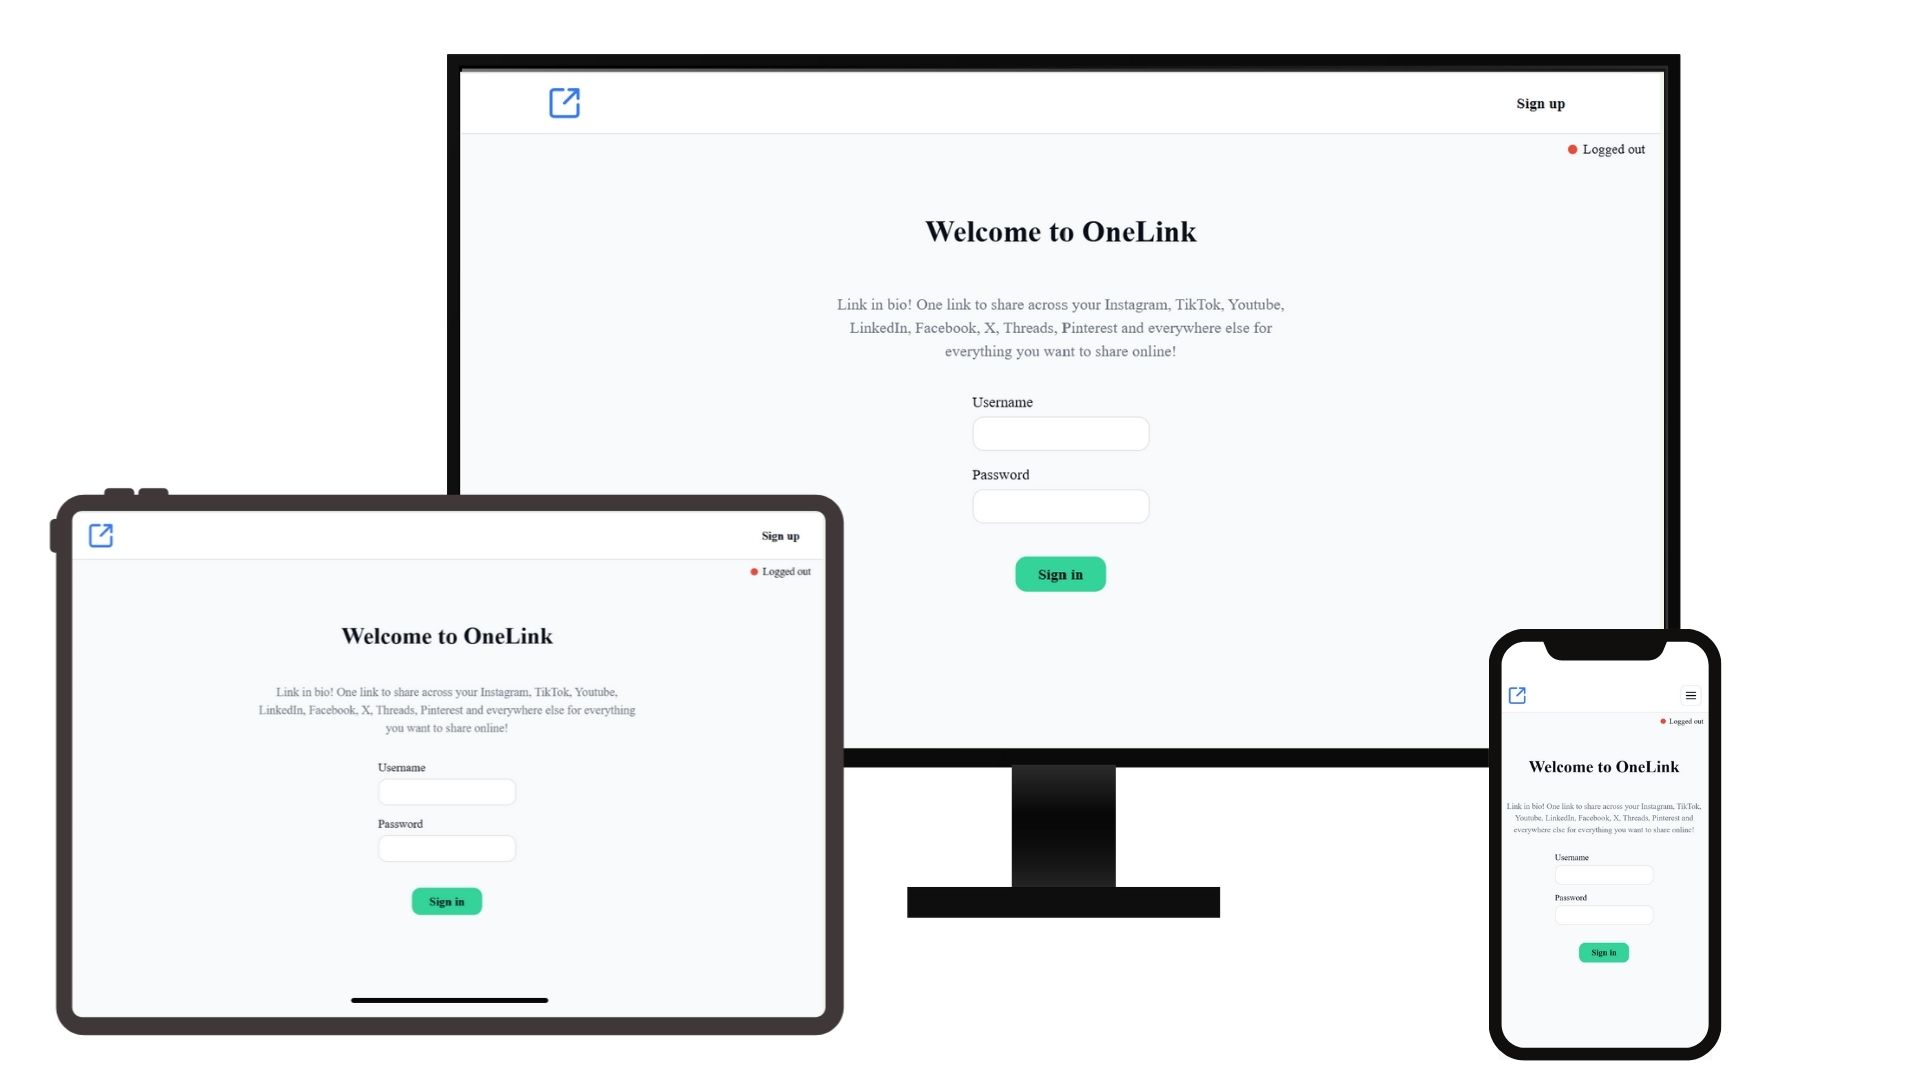 Sign up
Logged out
Welcome to OneLink
Link in bio! One link to share across your Instagram, TikTok, Youtube,
LinkedIn, Facebook, X, Threads, Pinterest and everywhere else for
everything you want to share online!
Username
Password
Sign in
Sign up
Logged out
Welcome to OneLink
Link in bio! One link to share across your Instagram, TikTok, Youtube,
LinkedIn, Facebook, X, Threads, Pinterest and everywhere else for everything
you want to share online!
Username
Password
Sign in
Logged out
Welcome to OneLink
Link in bio! One link to share across your Instagram, TikTok,
Youtube, LinkedIn, Facebook, X, Threads, Pinterest and
everywhere else for everything you want to share online!
Username
Password
Sign in